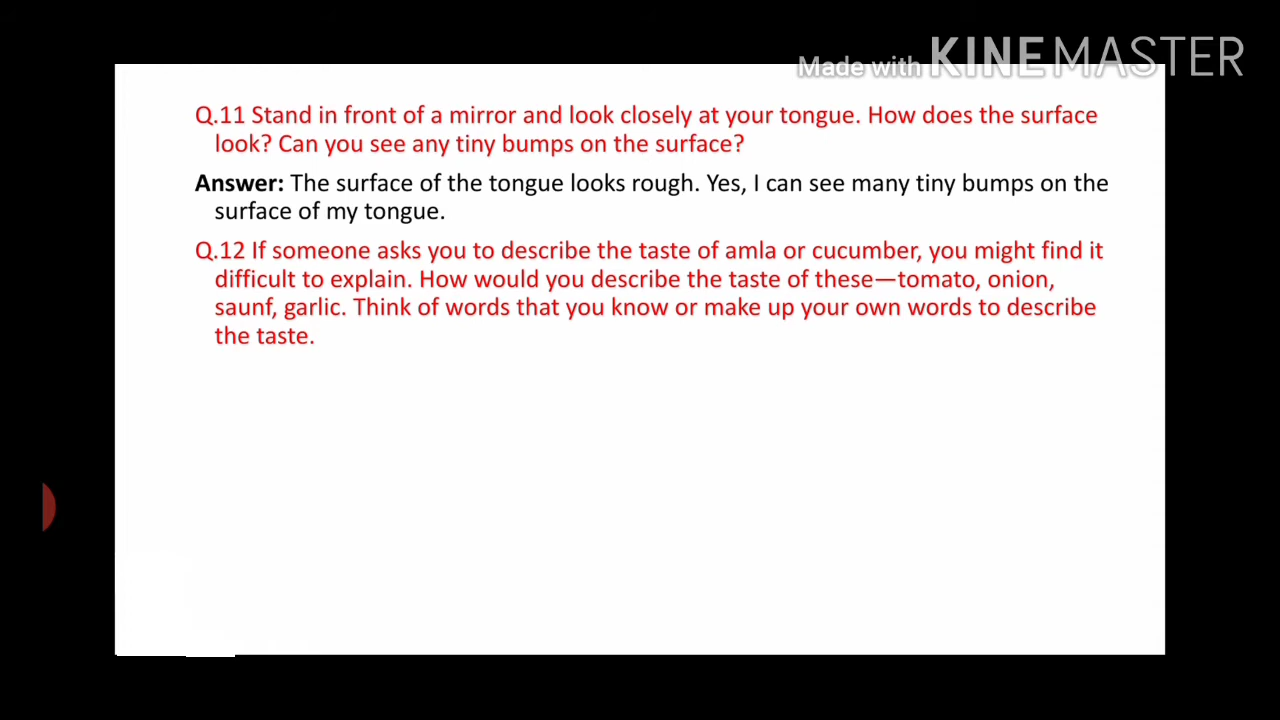 Made with KINEMASTER
Q.11 Stand in front of a mirror and look closely at your tongue. How does the surface
look? Can you see any tiny bumps on the surface?
Answer: The surface of the tongue looks rough. Yes, I can see many tiny bumps on the
surface of my tongue.
Q.12 If someone asks you to describe the taste of amla or cucumber, you might find it
difficult to explain. How would you describe the taste of these—tomato, onion,
saunf, garlic. Think of words that you know or make up your own words to describe
the taste.